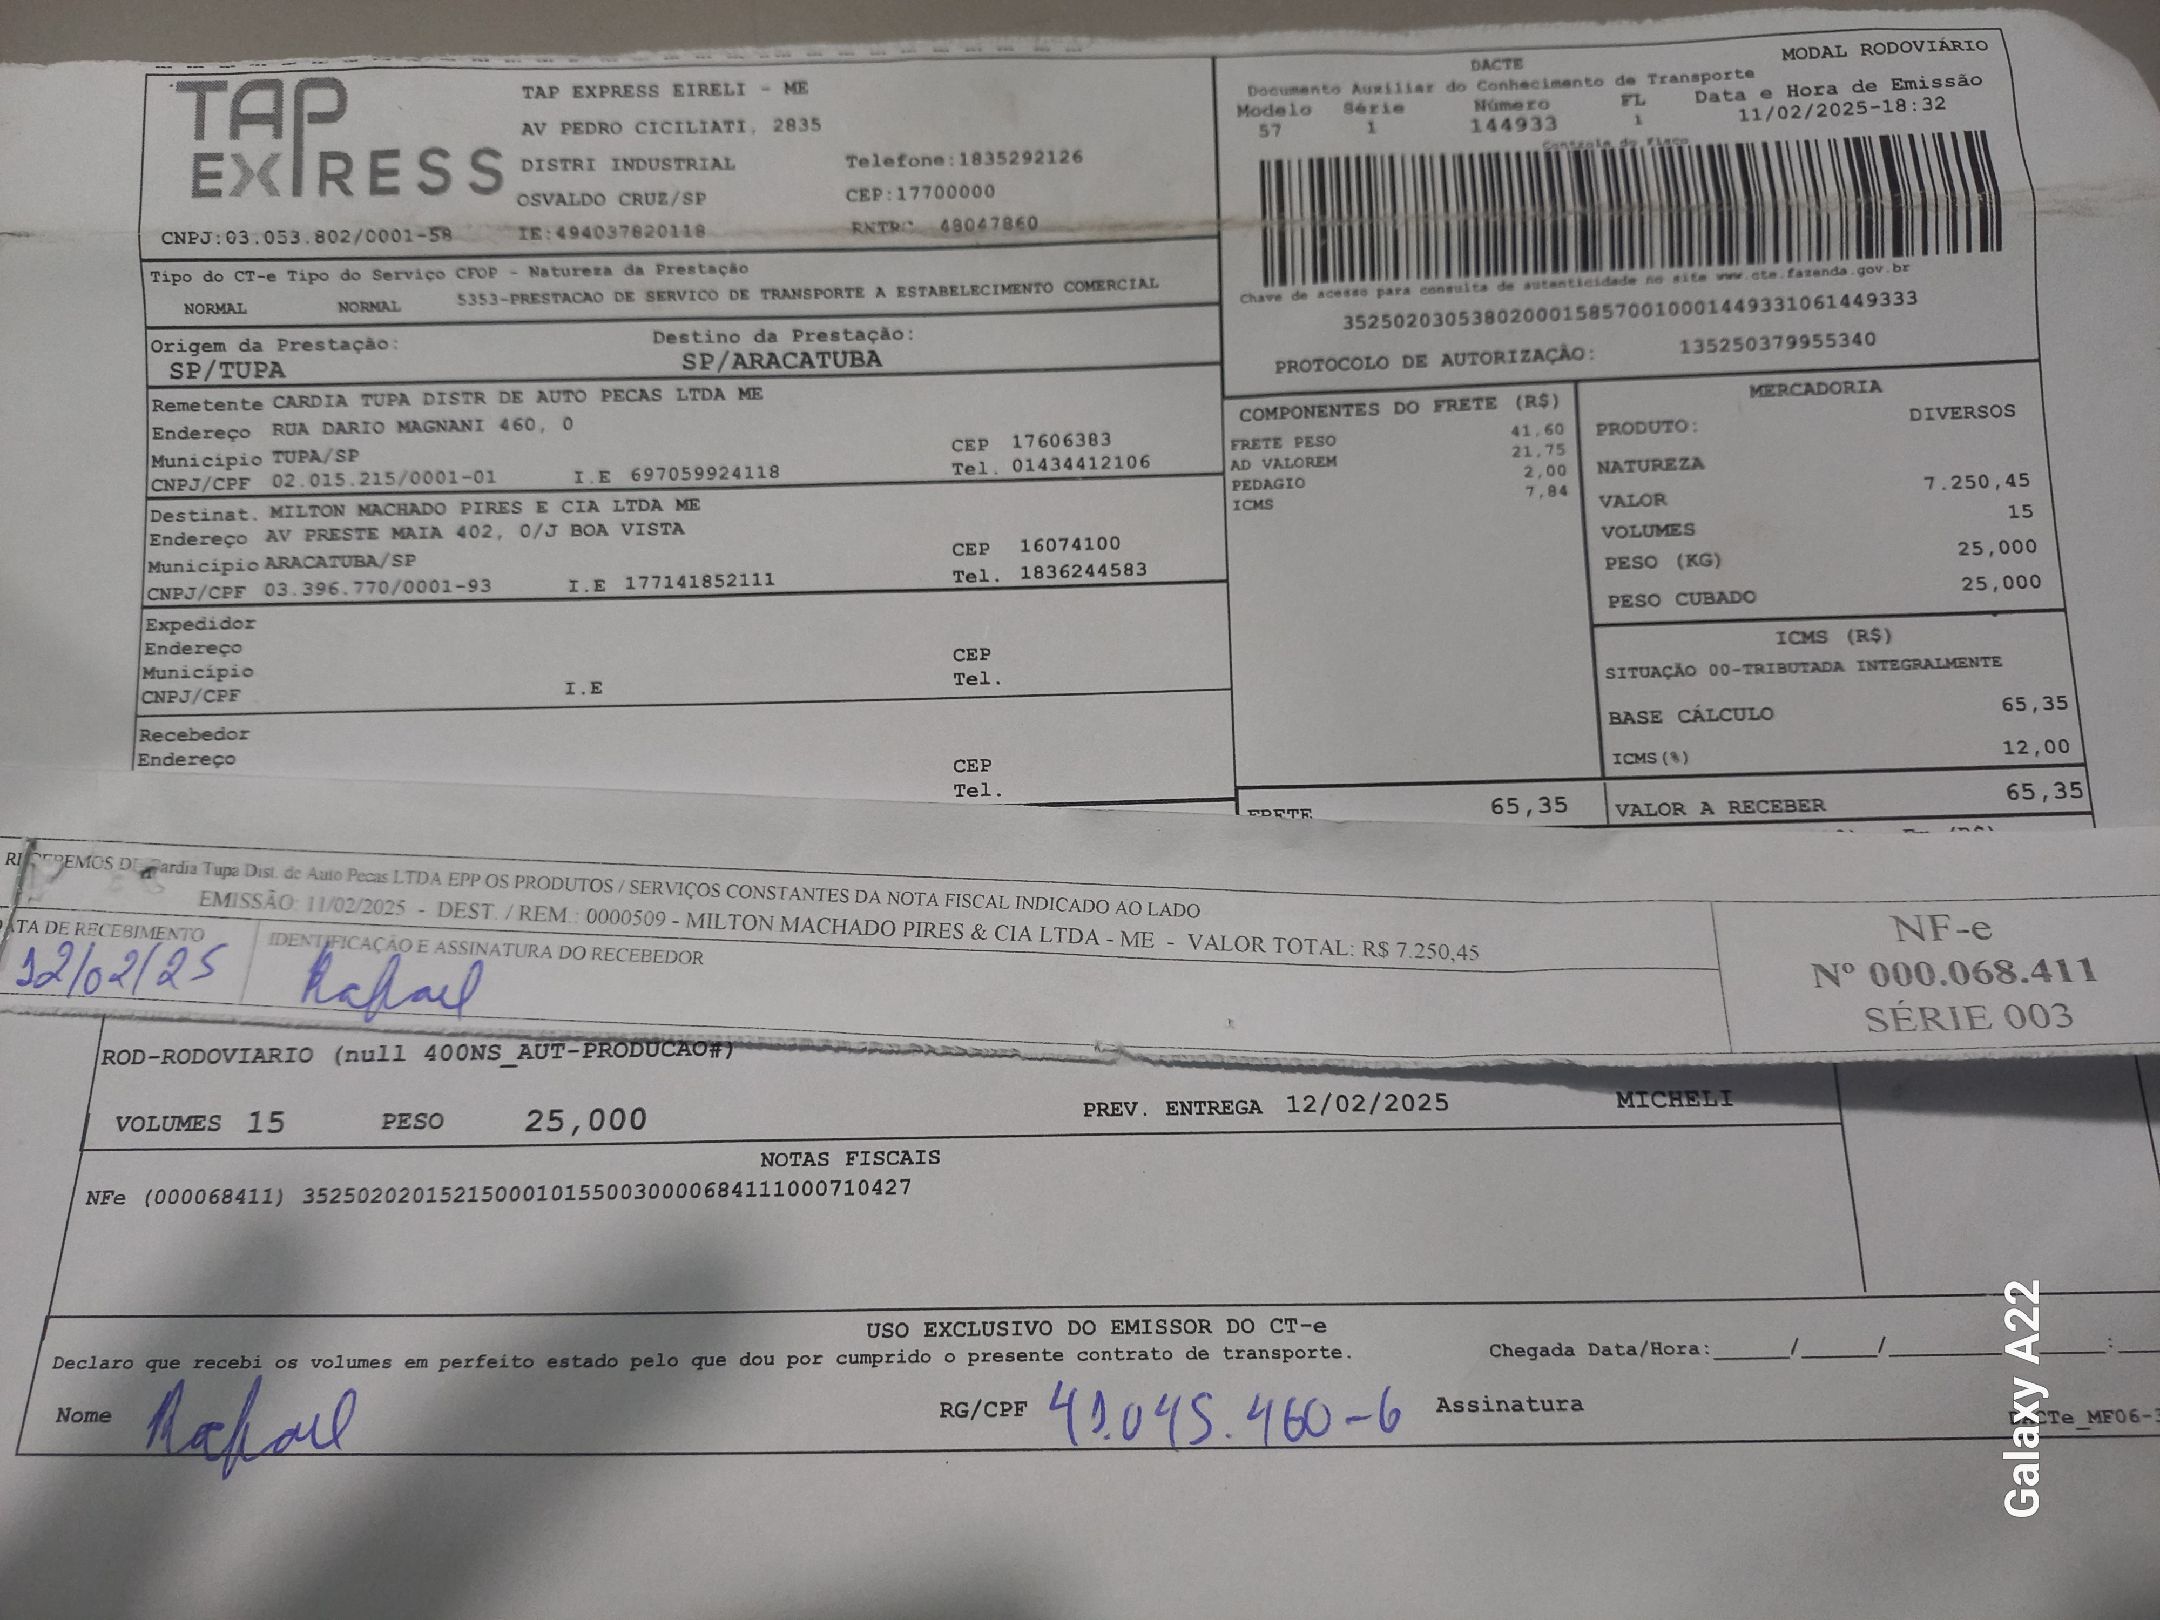 TAP EXPRESS
TAP EXPRESS EIRELI - ME
AV PEDRO CICILIATI, 2835
DISTRI INDUSTRIAL Telefone:1835292126
OSVALDO CRUZ/SP CEP:17700000
CNPJ:03.053.802/0001-58 IE:494037820118 RNTRC 48047860
MODAL RODOVIÁRIO
DACTE
Documento Auxiliar do Conhecimento de Transporte
Modelo Série Número FL Data e Hora de Emissão
57 1 144933 1 11/02/2025-18:32
Controle do Fisco
Chave de acesso para consulta de autenticidade no site www.cte.fazenda.gov.br
35250203053802000158570010001449331061449333
PROTOCOLO DE AUTORIZAÇÃO: 135250379955340
Tipo do CT-e Tipo do Serviço CFOP - Natureza da Prestação
NORMAL NORMAL 5353-PRESTACAO DE SERVICO DE TRANSPORTE A ESTABELECIMENTO COMERCIAL
Origem da Prestação: Destino da Prestação:
SP/TUPA SP/ARACATUBA
Remetente CARDIA TUPA DISTR DE AUTO PECAS LTDA ME
Endereço RUA DARIO MAGNANI 460, 0
Município TUPA/SP CEP 17606383
CNPJ/CPF 02.015.215/0001-01 I.E 697059924118 Tel. 01434412106
Destinat. MILTON MACHADO PIRES E CIA LTDA ME
Endereço AV PRESTE MAIA 402, 0/J BOA VISTA
Município ARACATUBA/SP CEP 16074100
CNPJ/CPF 03.396.770/0001-93 I.E 177141852111 Tel. 1836244583
Expedidor
Endereço
Município CEP
CNPJ/CPF I.E Tel.
Recebedor
Endereço
CEP
Tel.
COMPONENTES DO FRETE (R$)
FRETE PESO 41,60
AD VALOREM 21,75
PEDAGIO 2,00
ICMS 7,84
MERCADORIA
PRODUTO: DIVERSOS
NATUREZA
VALOR 7.250,45
VOLUMES 15
PESO (KG) 25,000
PESO CUBADO 25,000
ICMS (R$)
SITUAÇÃO 00-TRIBUTADA INTEGRALMENTE
BASE CÁLCULO 65,35
ICMS(%) 12,00
FRETE 65,35 VALOR A RECEBER 65,35
RECEBEMOS DE Cardia Tupa Dist. de Auto Pecas LTDA EPP OS PRODUTOS / SERVIÇOS CONSTANTES DA NOTA FISCAL INDICADO AO LADO
EMISSÃO: 11/02/2025 - DEST. / REM.: 0000509 - MILTON MACHADO PIRES & CIA LTDA - ME - VALOR TOTAL: R$ 7.250,45
DATA DE RECEBIMENTO IDENTIFICAÇÃO E ASSINATURA DO RECEBEDOR
12/02/25 Rafael
NF-e
Nº 000.068.411
SÉRIE 003
ROD-RODOVIARIO (null 400NS_AUT-PRODUCAO#)
VOLUMES 15 PESO 25,000 PREV. ENTREGA 12/02/2025 MICHELI
NOTAS FISCAIS
NFe (000068411) 35250202015215000101550030000684111000710427
USO EXCLUSIVO DO EMISSOR DO CT-e
Declaro que recebi os volumes em perfeito estado pelo que dou por cumprido o presente contrato de transporte. Chegada Data/Hora:______/______/______:
Nome Rafael RG/CPF 41.045.460-6 Assinatura
DACTe_MF06-3
Galaxy A22